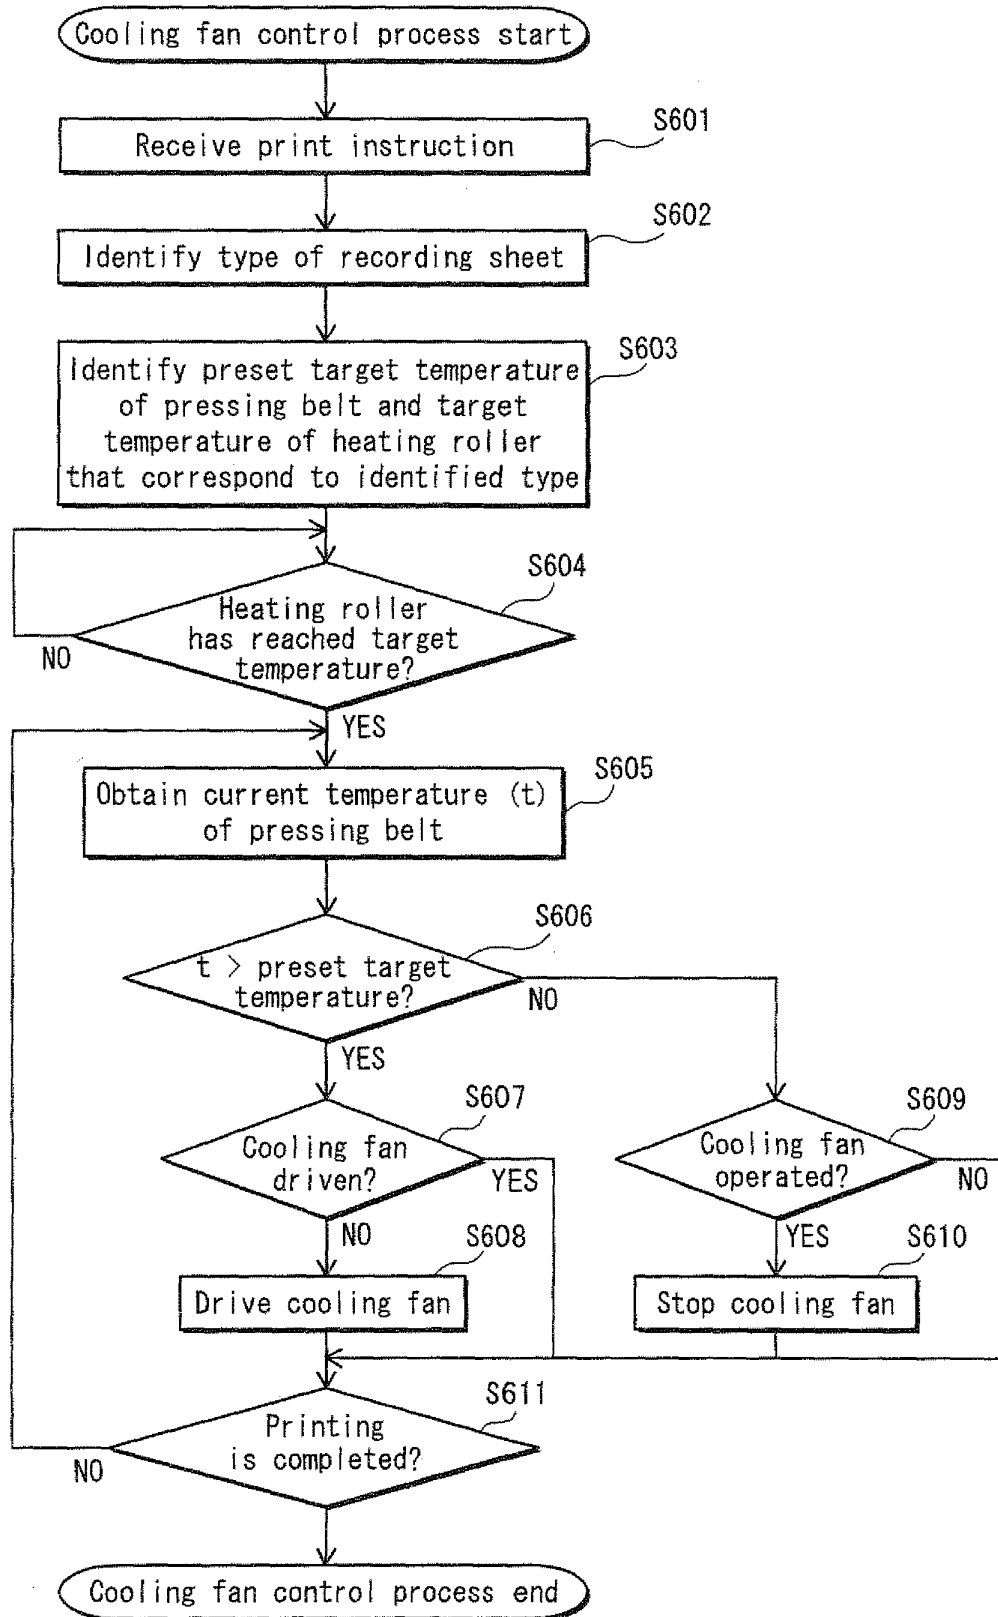 Cooling fan control process start
S601
Receive print instruction
S602
Identify type of recording sheet
S603
Identify preset target temperature
of pressing belt and target
temperature of heating roller
that correspond to identified type
S604
Heating roller
has reached target
temperature?
NO
YES
S605
Obtain current temperature (t)
of pressing belt
S606
t > preset target
temperature?
NO
YES
S607
Cooling fan
driven?
YES
NO
S609
Cooling fan
operated?
NO
YES
S608
Drive cooling fan
S610
Stop cooling fan
S611
Printing
is completed?
NO
Cooling fan control process end